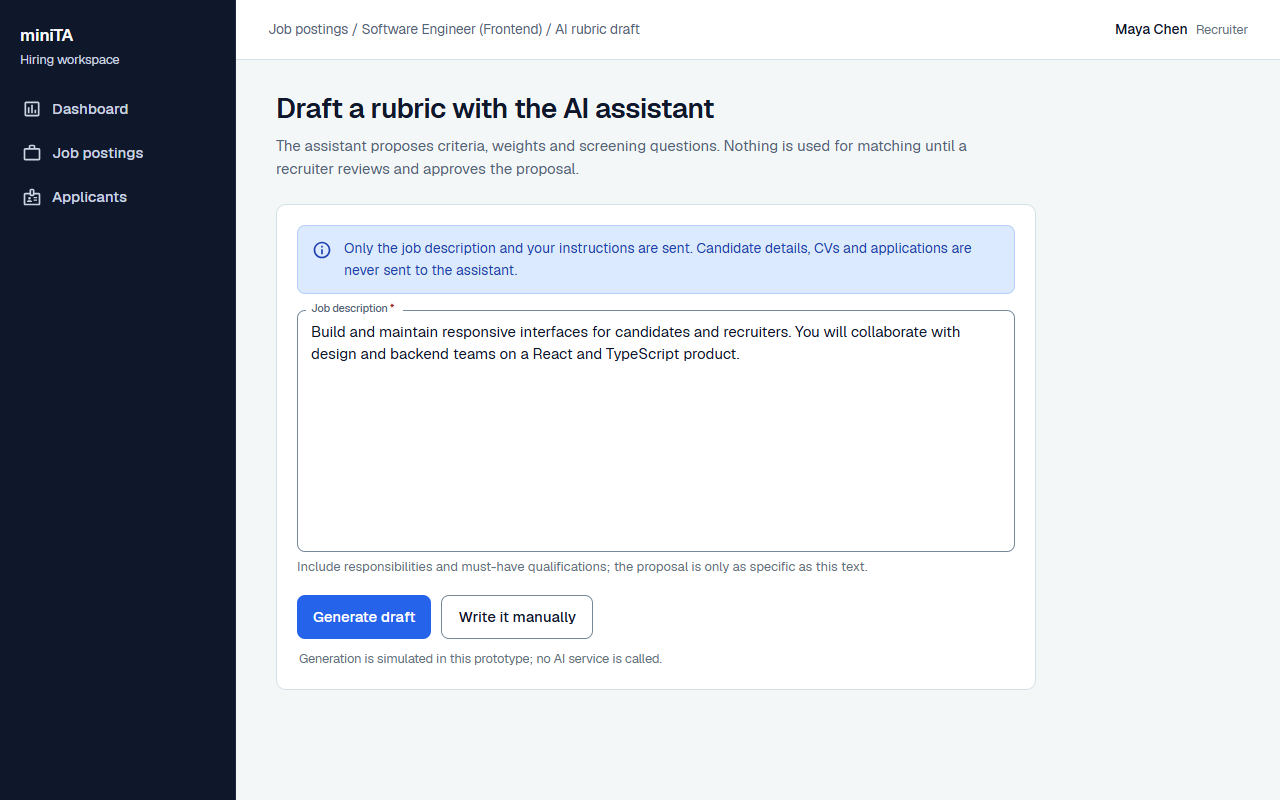 miniTA
Hiring workspace
Dashboard
Job postings
Applicants
Job postings / Software Engineer (Frontend) / AI rubric draft
Maya Chen Recruiter
Draft a rubric with the AI assistant
The assistant proposes criteria, weights and screening questions. Nothing is used for matching until a
recruiter reviews and approves the proposal.
Only the job description and your instructions are sent. Candidate details, CVs and applications are
never sent to the assistant.
Job description *
Build and maintain responsive interfaces for candidates and recruiters. You will collaborate with
design and backend teams on a React and TypeScript product.
Include responsibilities and must-have qualifications; the proposal is only as specific as this text.
Generate draft
Write it manually
Generation is simulated in this prototype; no AI service is called.